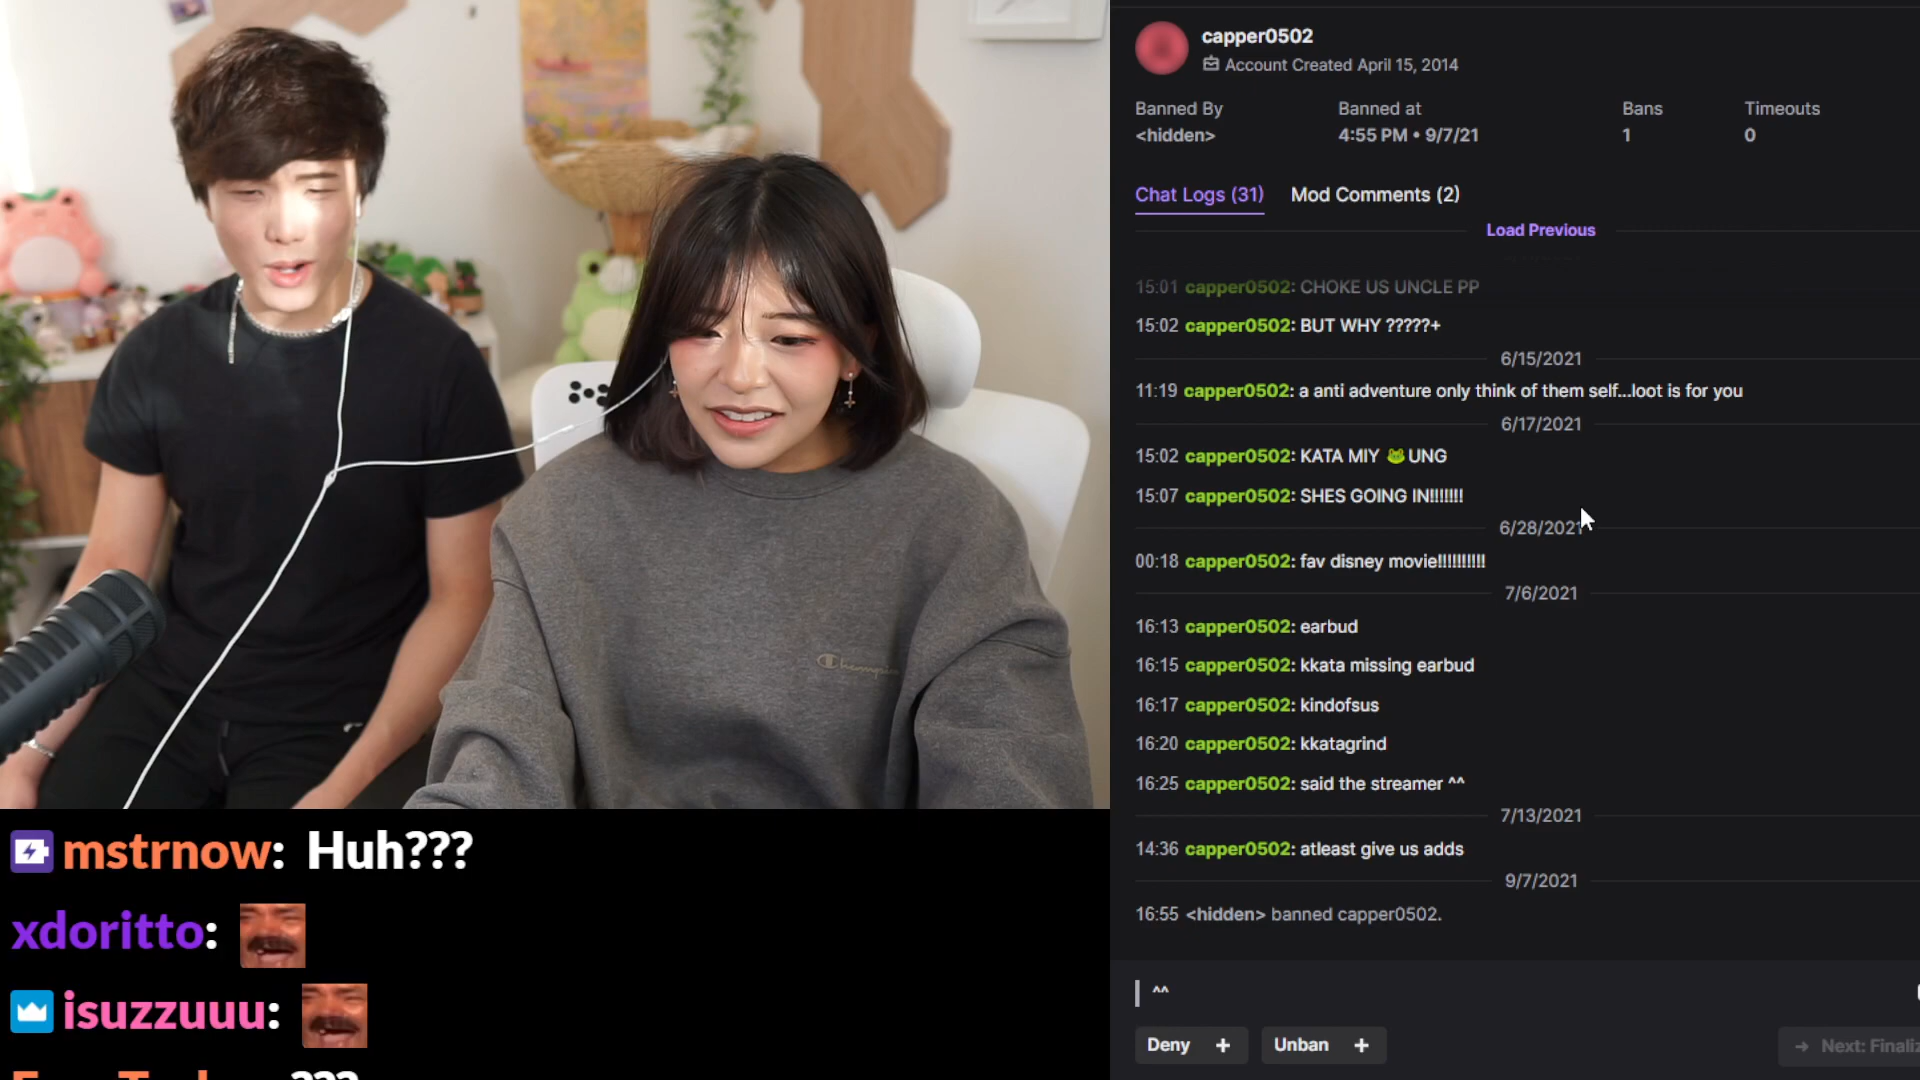 capper0502
Account Created April 15, 2014
Banned By
Banned at
Bans
Timeouts
<hidden>
4:55 PM • 9/7/21
1
0
Chat Logs (31)
Mod Comments (2)
Load Previous
15:01 capper0502: CHOKE US UNCLE PP
15:02 capper0502: BUT WHY ?????+
6/15/2021
11:19 capper0502: a anti adventure only think of them self...loot is for you
6/17/2021
15:02 capper0502: KATA MIY 🐸UNG
15:07 capper0502: SHES GOING IN!!!!!!!
6/28/2021
00:18 capper0502: fav disney movie!!!!!!!!!!
7/6/2021
16:13 capper0502: earbud
16:15 capper0502: kkata missing earbud
16:17 capper0502: kindofsus
16:20 capper0502: kkatagrind
16:25 capper0502: said the streamer ^^
7/13/2021
14:36 capper0502: atleast give us adds
9/7/2021
16:55 <hidden> banned capper0502.
^^
Deny +
Unban +
→ Next: Finaliz
Champion
mstrnow: Huh???
xdoritto:
isuzzuuu:
???